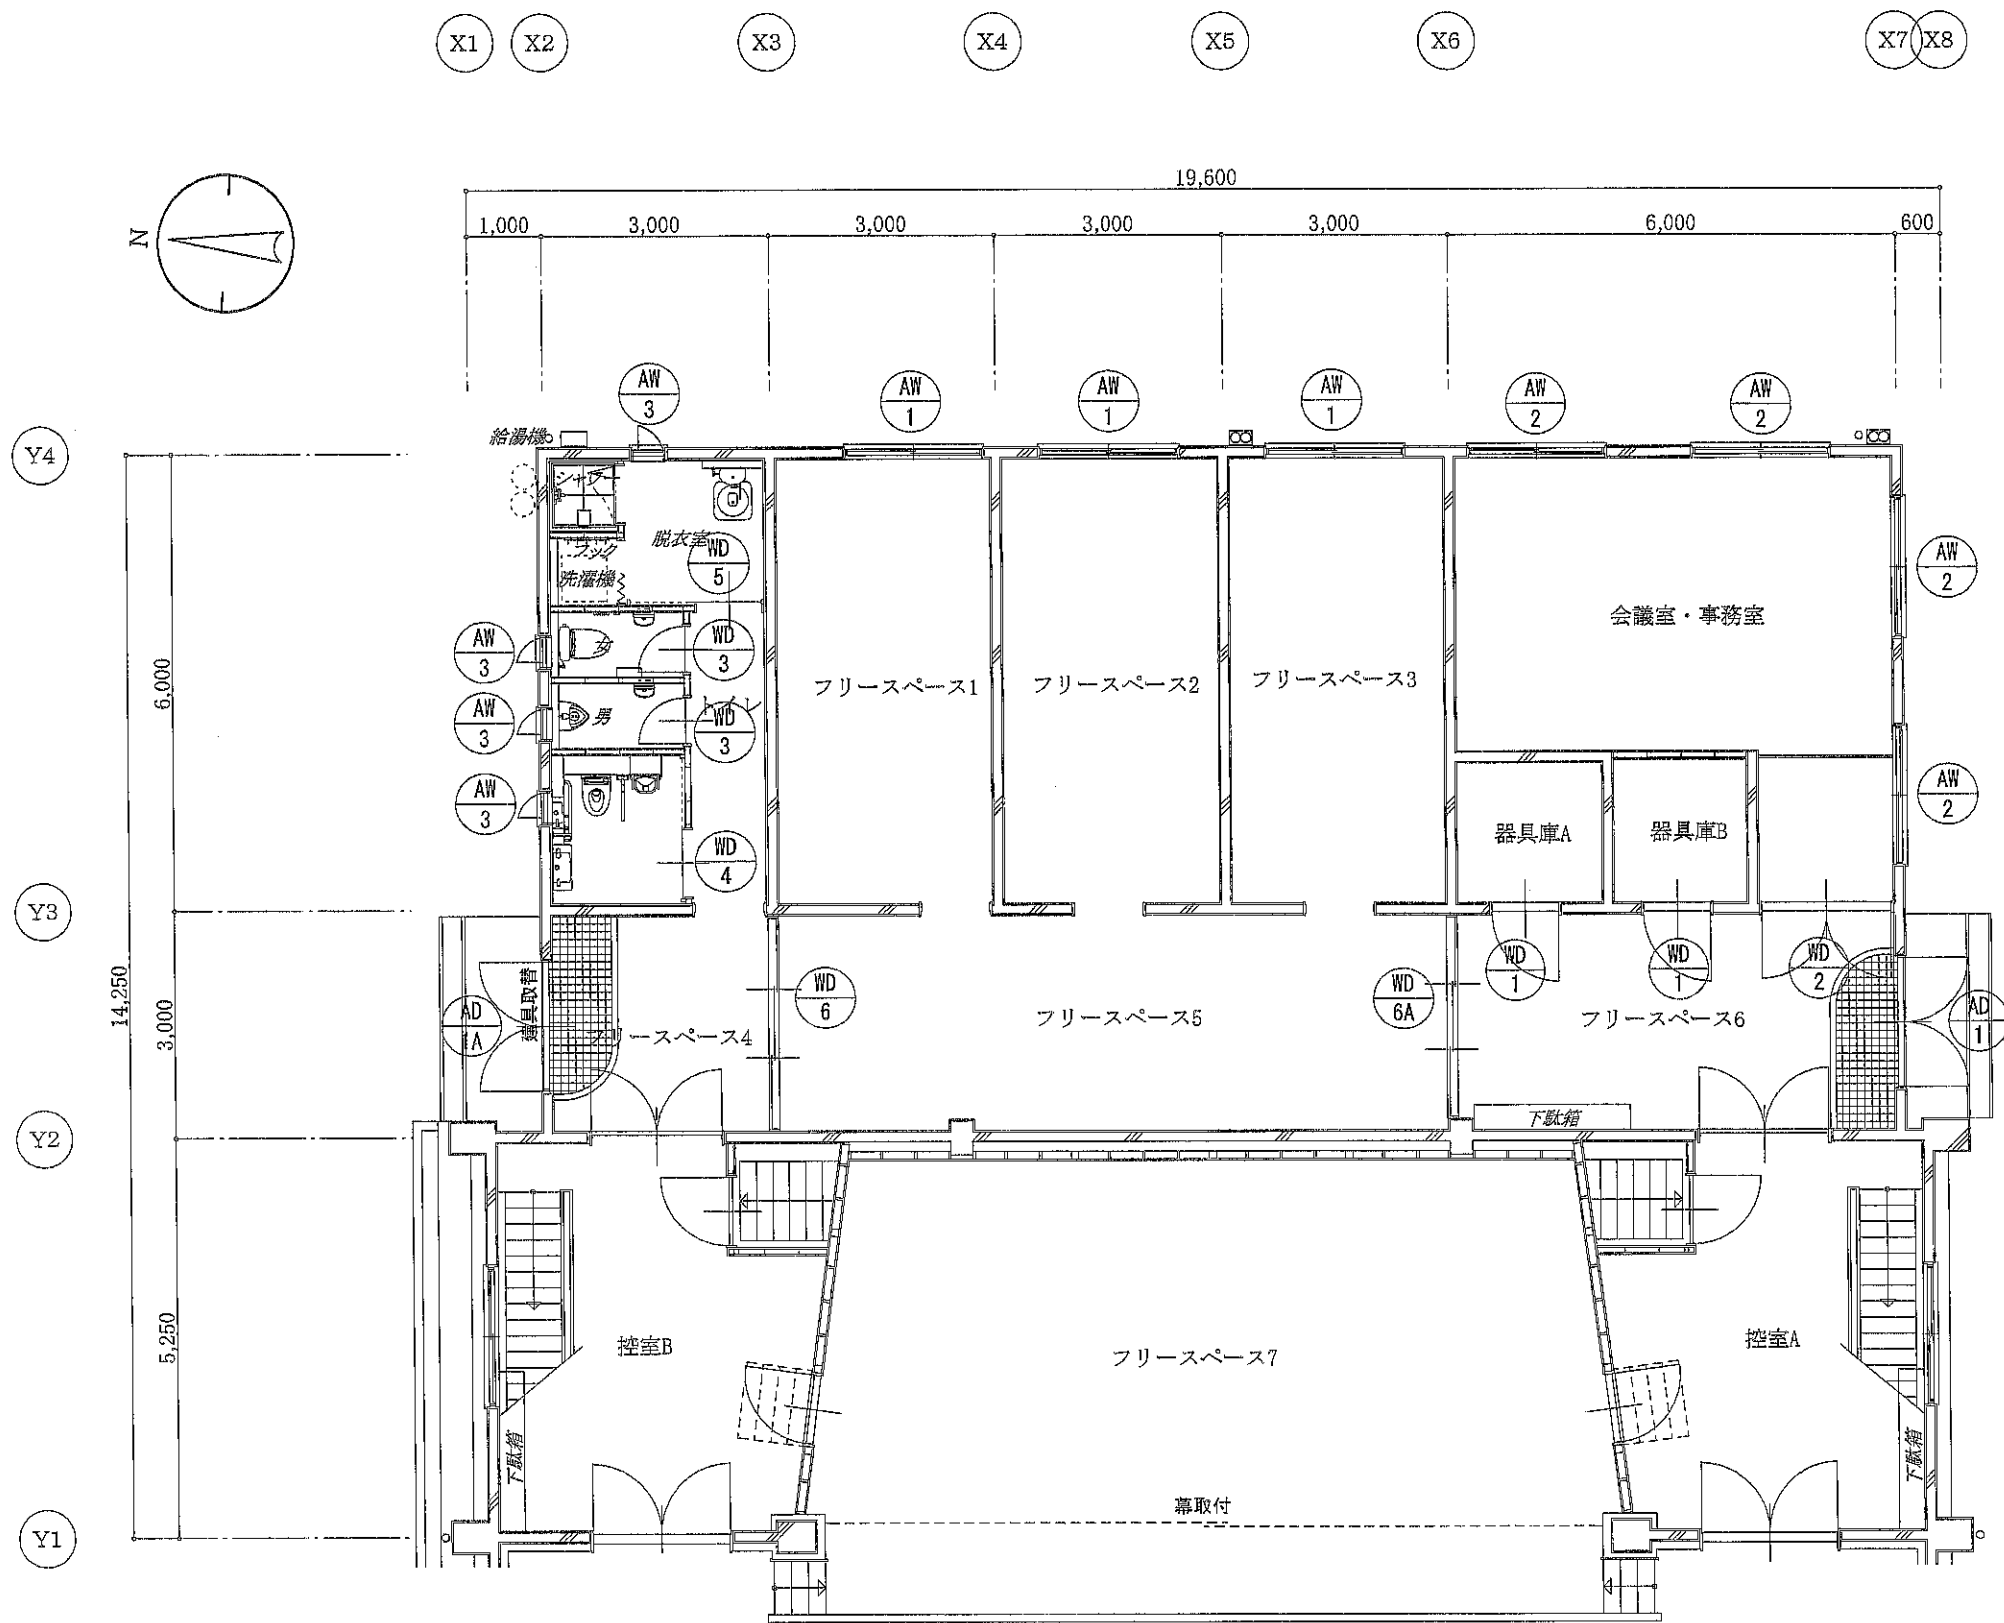 X1 X2 X3 X4 X5 X6 X7 X8
19,600
1,000 3,000 3,000 3,000 3,000 6,000 600
N
AW 3
AW 1
AW 1
AW 1
AW 2
AW 2
Y4
給湯機
シャワー
脱衣室
フック
洗濯機
WD 5
AW 2
会議室・事務室
AW 3
女
WD 3
フリースペース1
フリースペース2
フリースペース3
6,000
AW 3
男
トイレ
WD 3
AW 3
AW 2
器具庫A
器具庫B
WD 4
Y3
14,250
3,000
建具取替
AD 1A
フリースペース4
WD 6
フリースペース5
WD 6A
WD 1
WD 1
WD 2
フリースペース6
AD 1
下駄箱
Y2
5,250
控室B
フリースペース7
控室A
下駄箱
下駄箱
幕取付
Y1